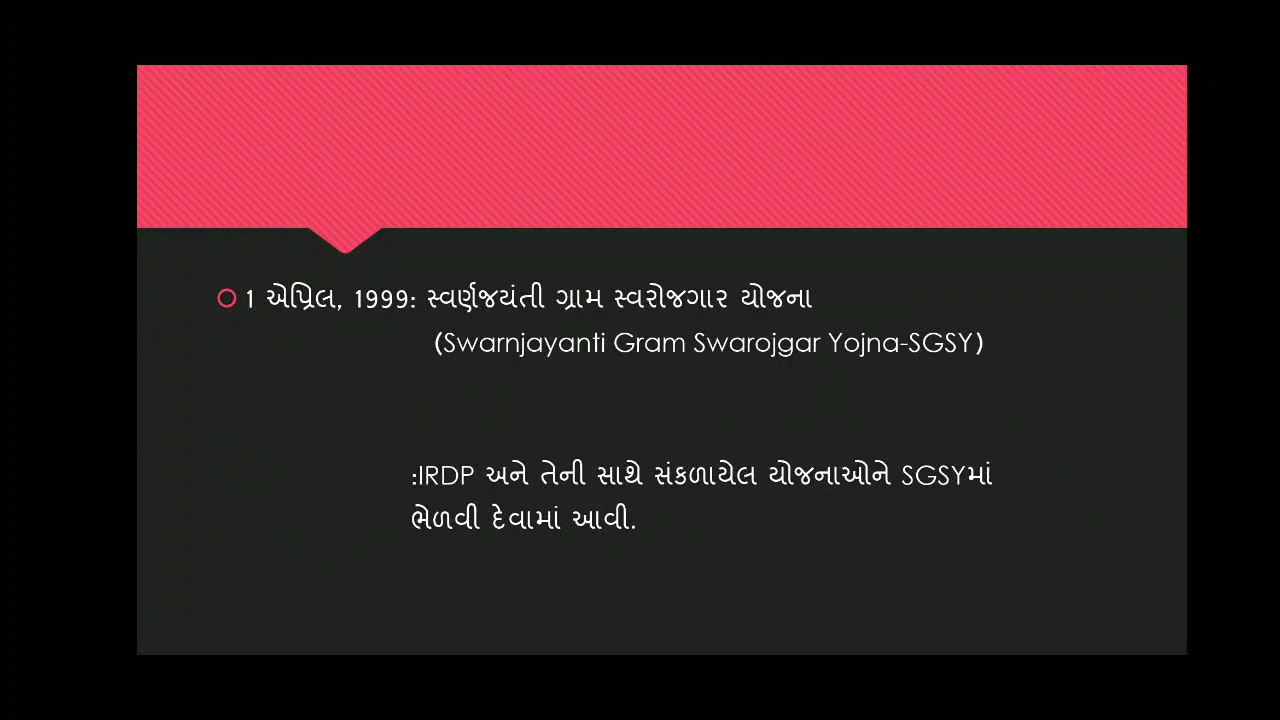 1 એપ્રિલ, 1999: સ્વર્ણજયંતી ગ્રામ સ્વરોજગાર યોજના
(Swarnjayanti Gram Swarojgar Yojna-SGSY)
:IRDP અને તેની સાથે સંકળાયેલ યોજનાઓને SGSYમાં
ભેળવી દેવામાં આવી.